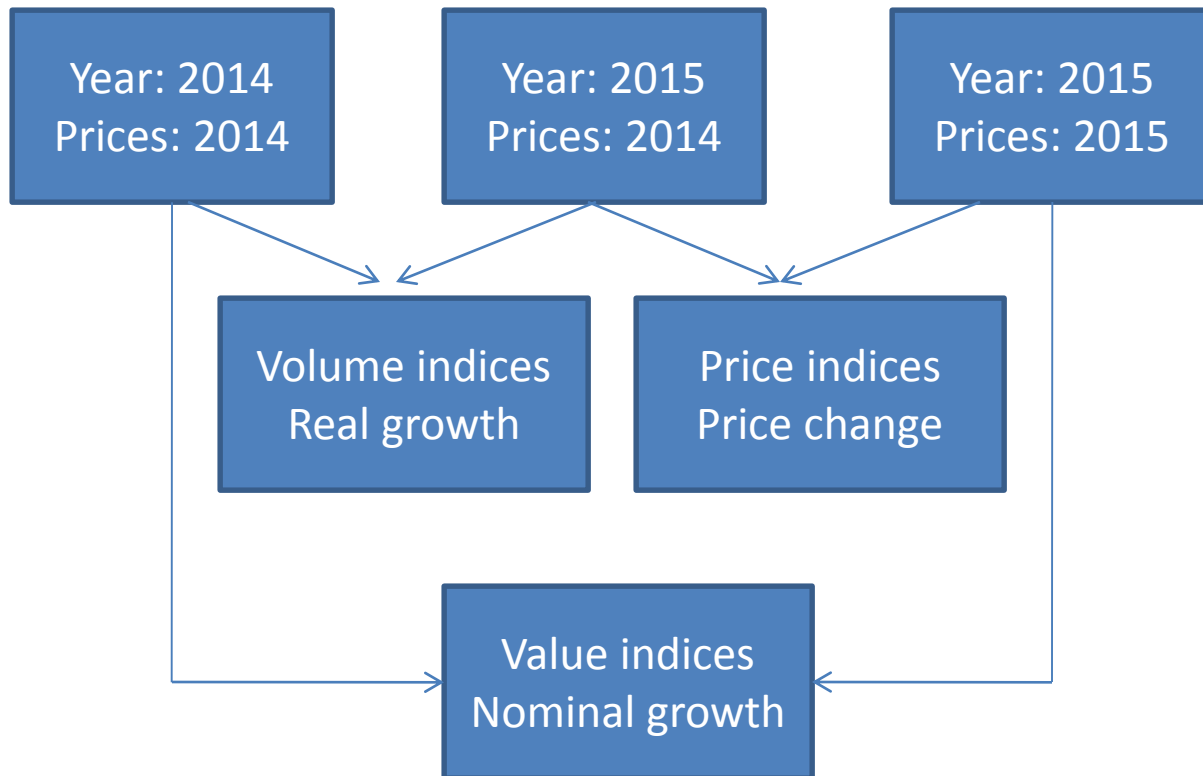 Year: 2014
Prices: 2014
Year: 2015
Prices: 2014
Year: 2015
Prices: 2015
Volume indices
Real growth
Price indices
Price change
Value indices
Nominal growth